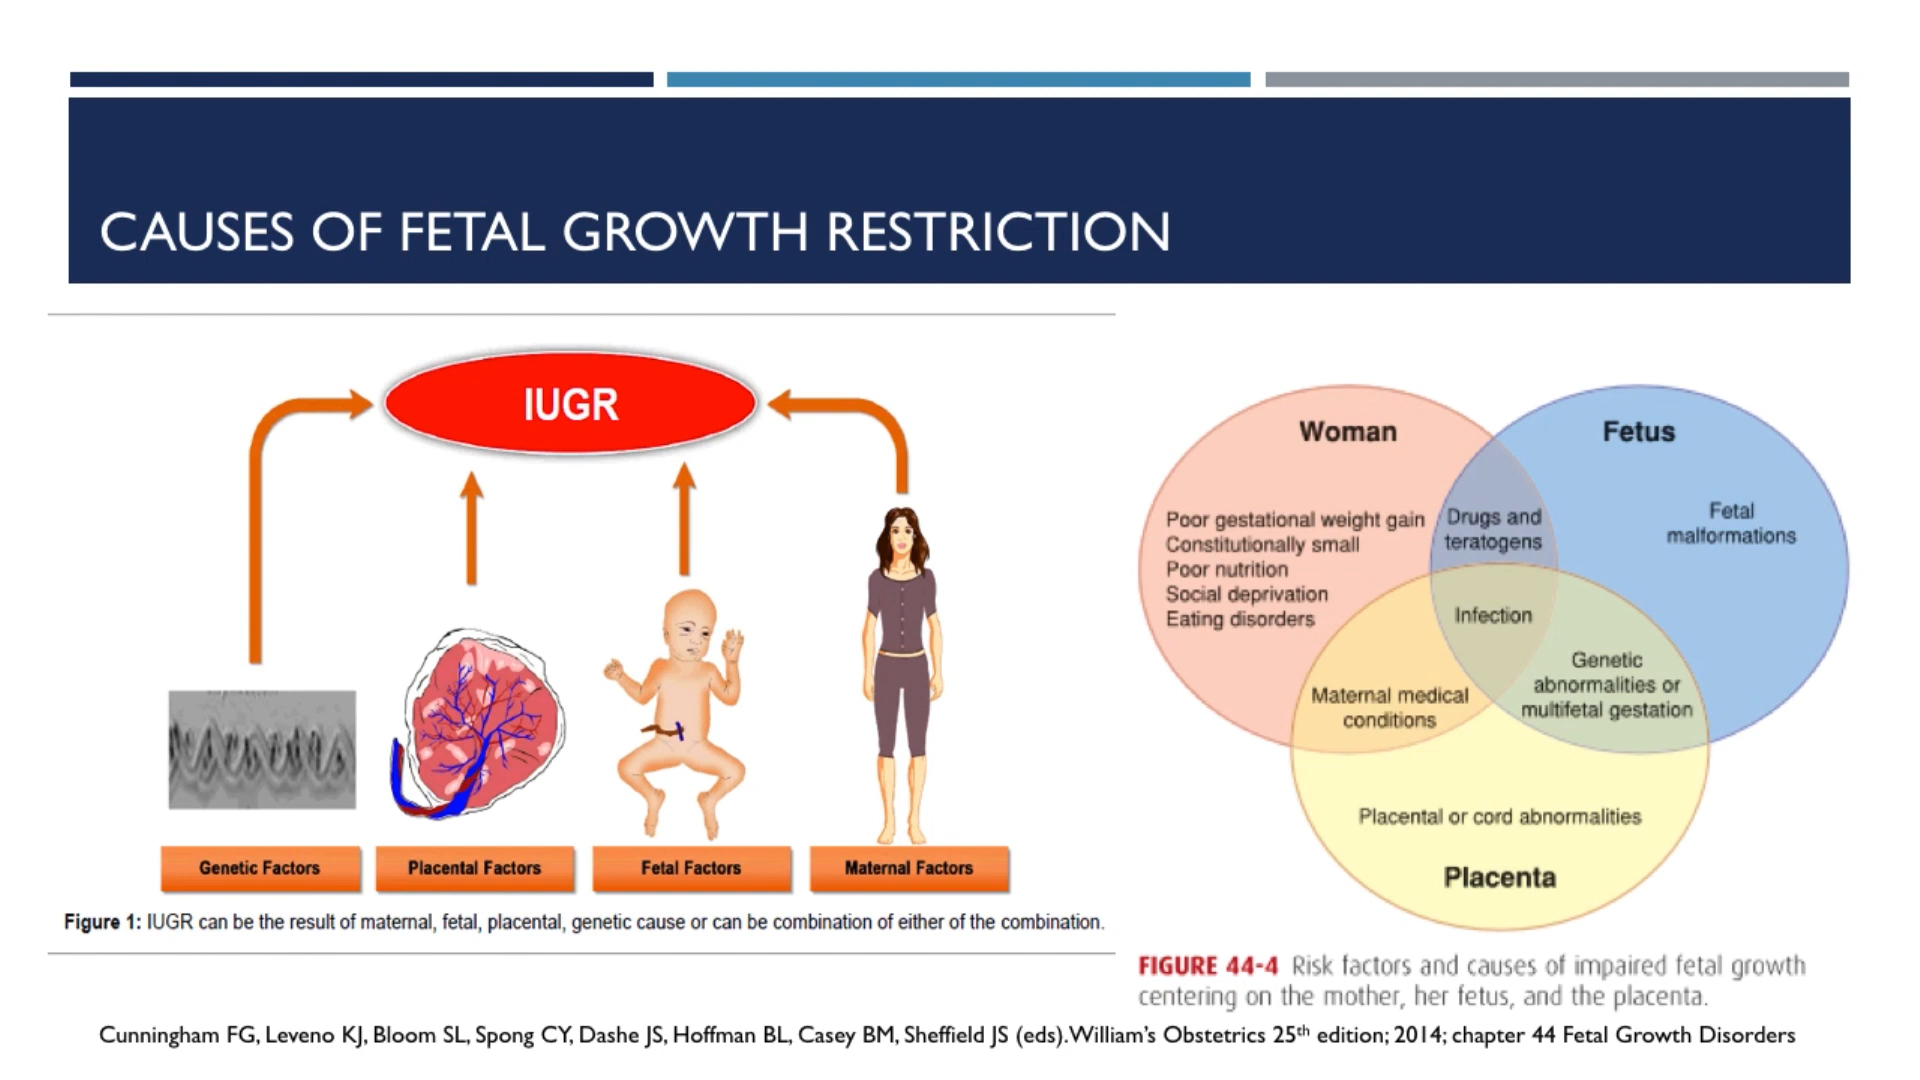 CAUSES OF FETAL GROWTH RESTRICTION
IUGR
Genetic Factors
Placental Factors
Fetal Factors
Maternal Factors
Figure 1: IUGR can be the result of maternal, fetal, placental, genetic cause or can be combination of either of the combination.
Woman
Poor gestational weight gain
Constitutionally small
Poor nutrition
Social deprivation
Eating disorders
Drugs and
teratogens
Fetus
Fetal
malformations
Infection
Maternal medical
conditions
Genetic
abnormalities or
multifetal gestation
Placental or cord abnormalities
Placenta
FIGURE 44-4 Risk factors and causes of impaired fetal growth
centering on the mother, her fetus, and the placenta.
Cunningham FG, Leveno KJ, Bloom SL, Spong CY, Dashe JS, Hoffman BL, Casey BM, Sheffield JS (eds).William's Obstetrics 25th edition; 2014; chapter 44 Fetal Growth Disorders